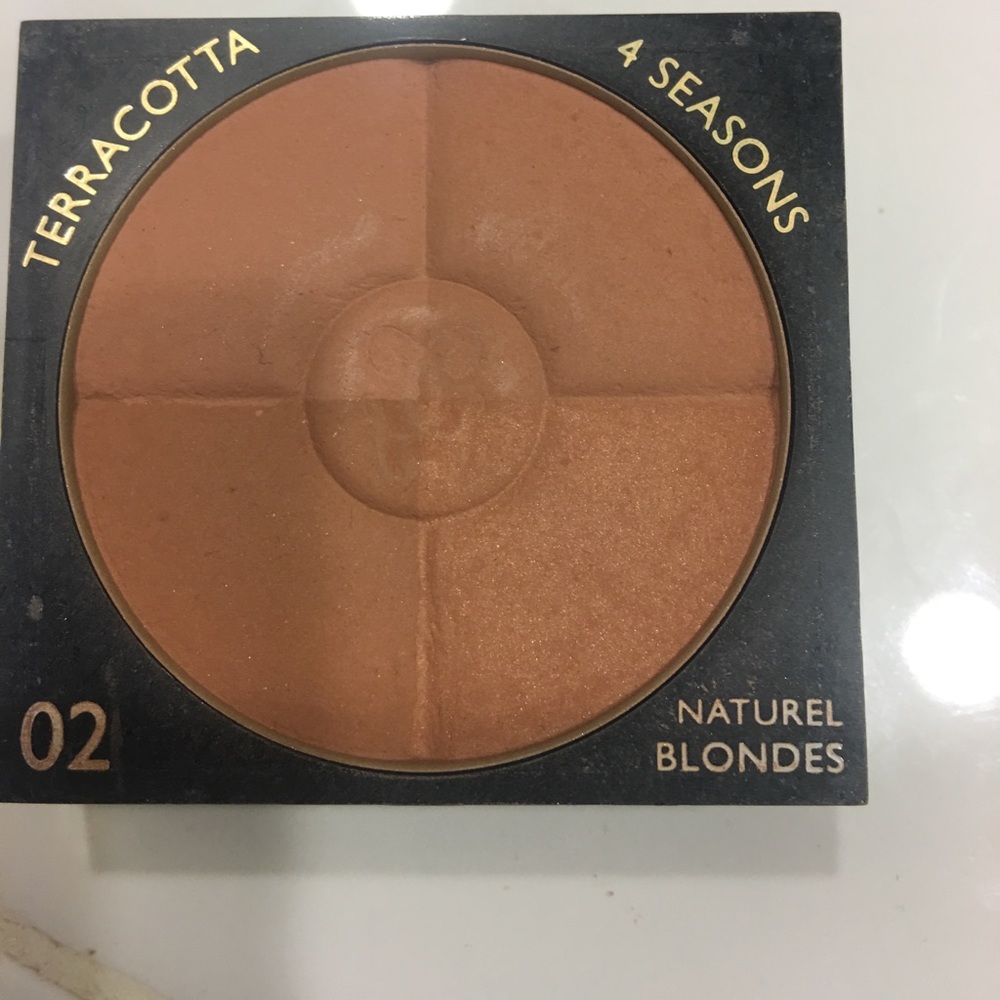 TERRACOTTA
4 SEASONS
02
NATUREL
BLONDES